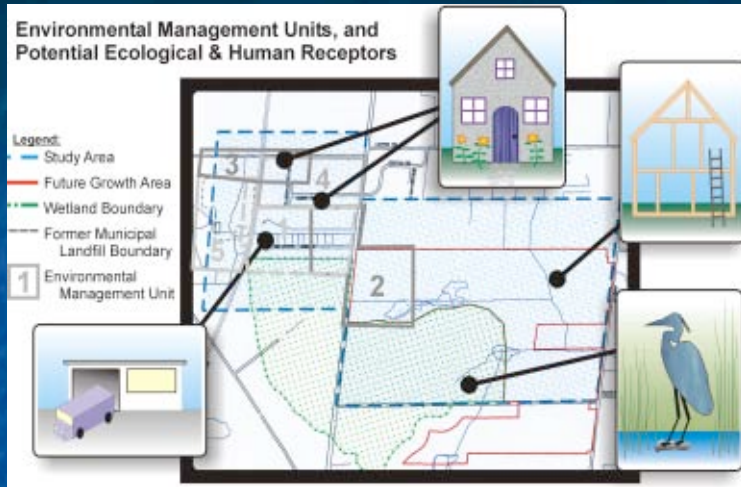 Environmental Management Units, and
Potential Ecological & Human Receptors
Legend:
Study Area
Future Growth Area
Wetland Boundary
Former Municipal
Landfill Boundary
1 Environmental
Management Unit
3
4
1
5
2